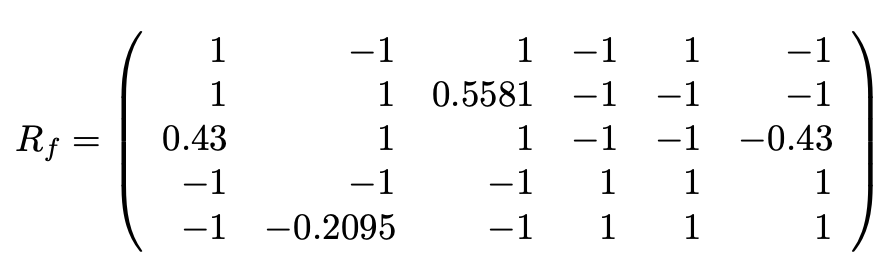 1 −1 1 −1 1 −1
1 1 0.5581 −1 −1 −1
R_f = 0.43 1 1 −1 −1 −0.43
−1 −1 −1 1 1 1
−1 −0.2095 −1 1 1 1